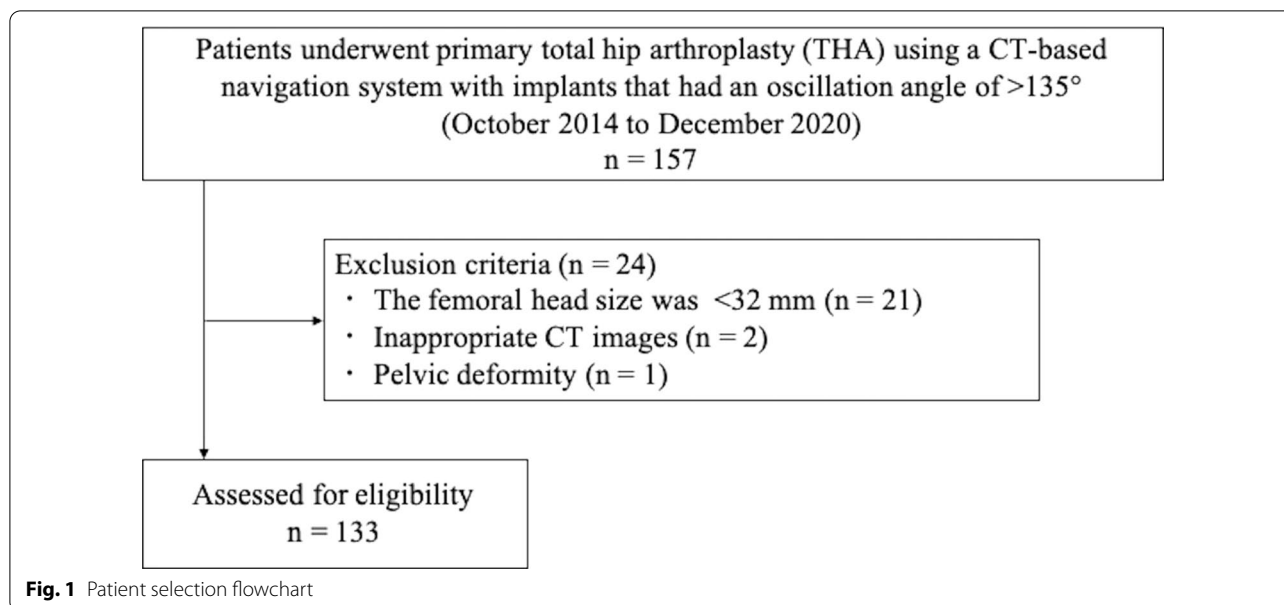 Patients underwent primary total hip arthroplasty (THA) using a CT-based
navigation system with implants that had an oscillation angle of >135°
(October 2014 to December 2020)
n = 157
Exclusion criteria (n = 24)
・ The femoral head size was <32 mm (n = 21)
・ Inappropriate CT images (n = 2)
・ Pelvic deformity (n = 1)
Assessed for eligibility
n = 133
Fig. 1 Patient selection flowchart